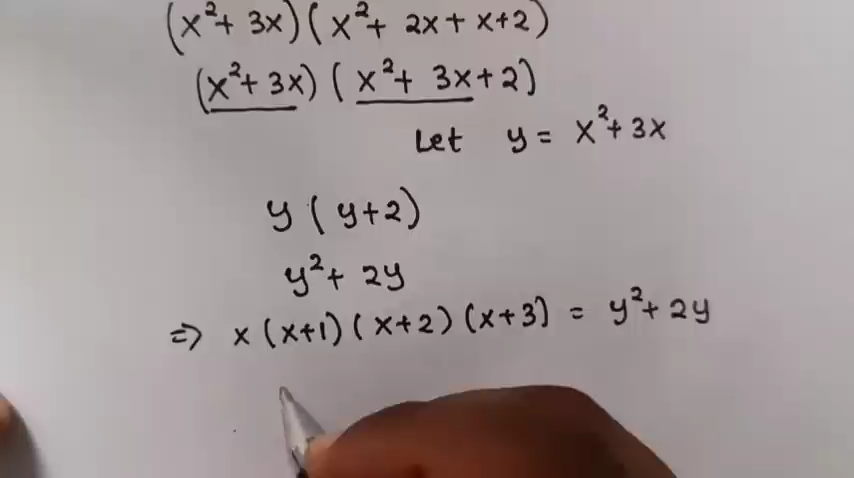 (x²+ 3x)(x²+ 2x + x+2)
(x²+ 3x)(x²+ 3x+2)
Let y = x²+3x
y(y+2)
y²+ 2y
=> x(x+1)(x+2)(x+3) = y²+ 2y